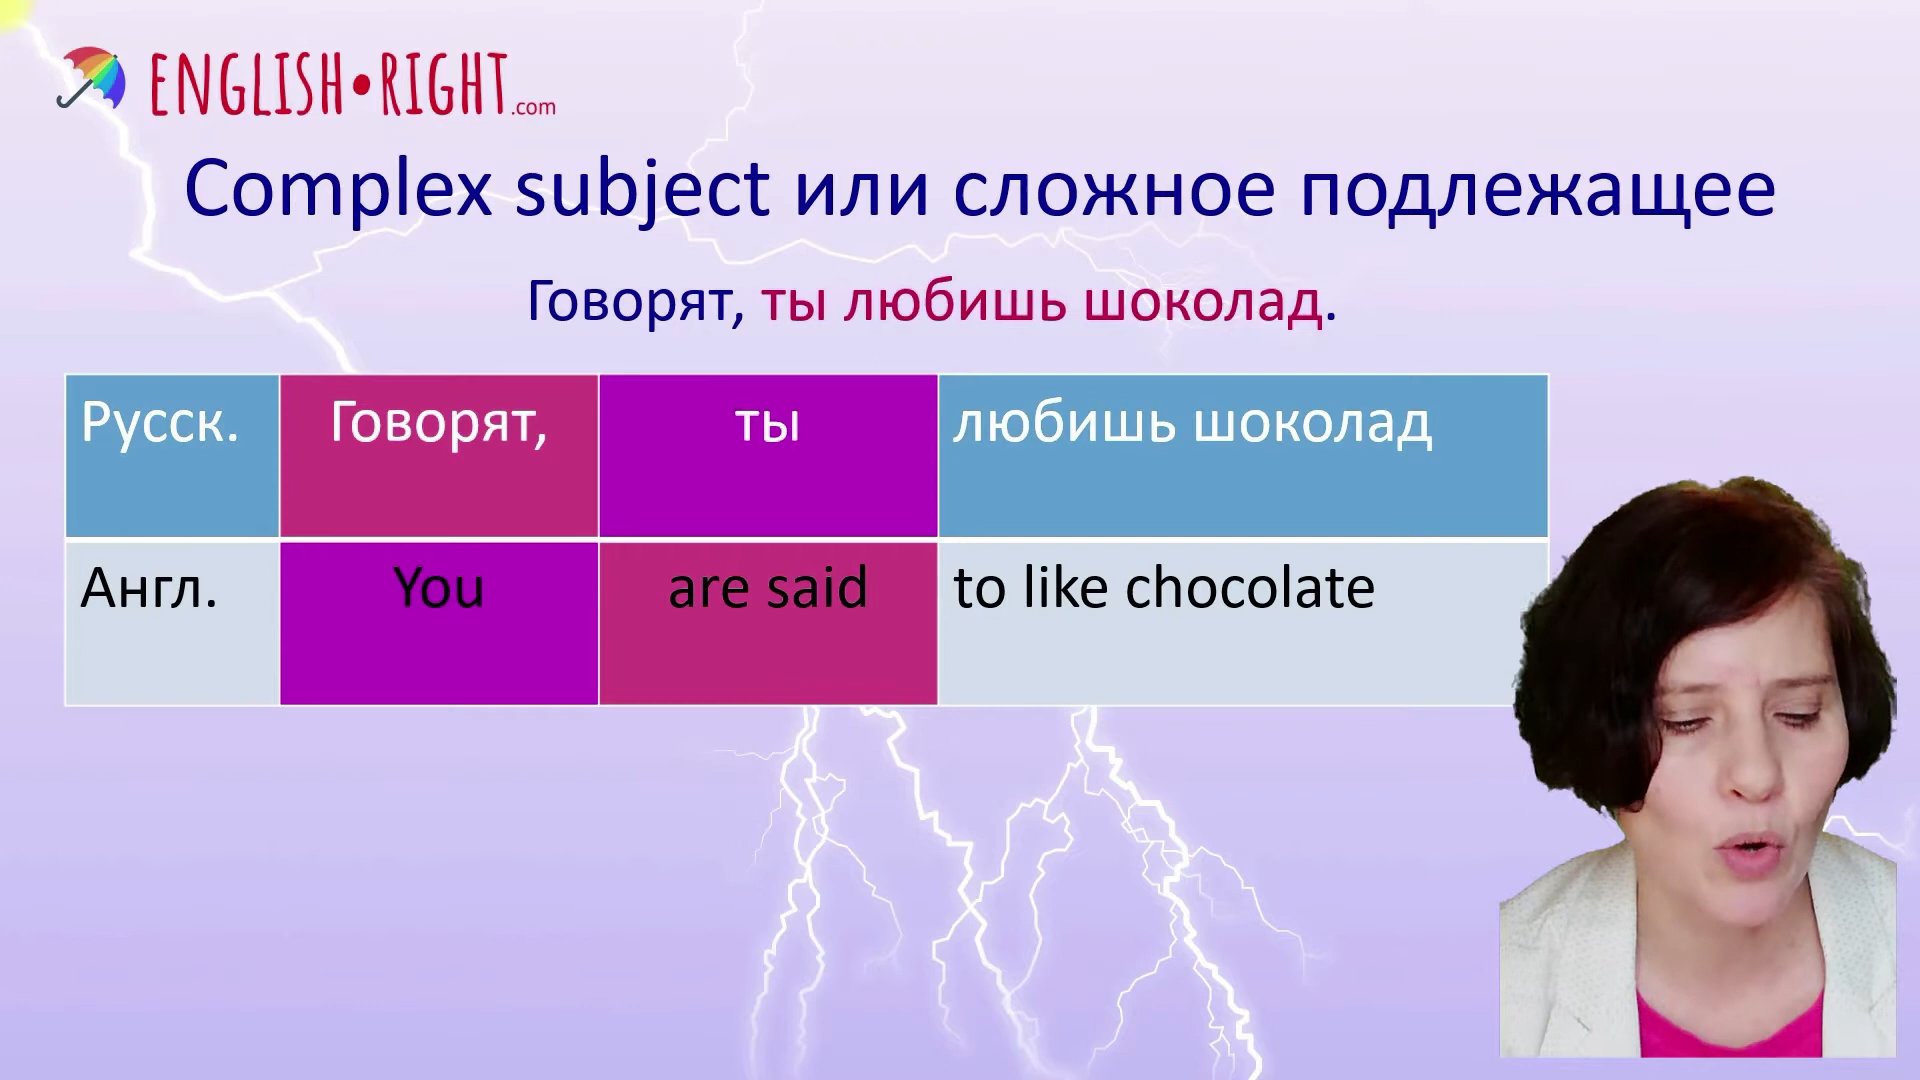 ENGLISH•RIGHT.com
Complex subject или сложное подлежащее
Говорят, ты любишь шоколад.
Русск. Говорят, ты любишь шоколад
Англ. You are said to like chocolate